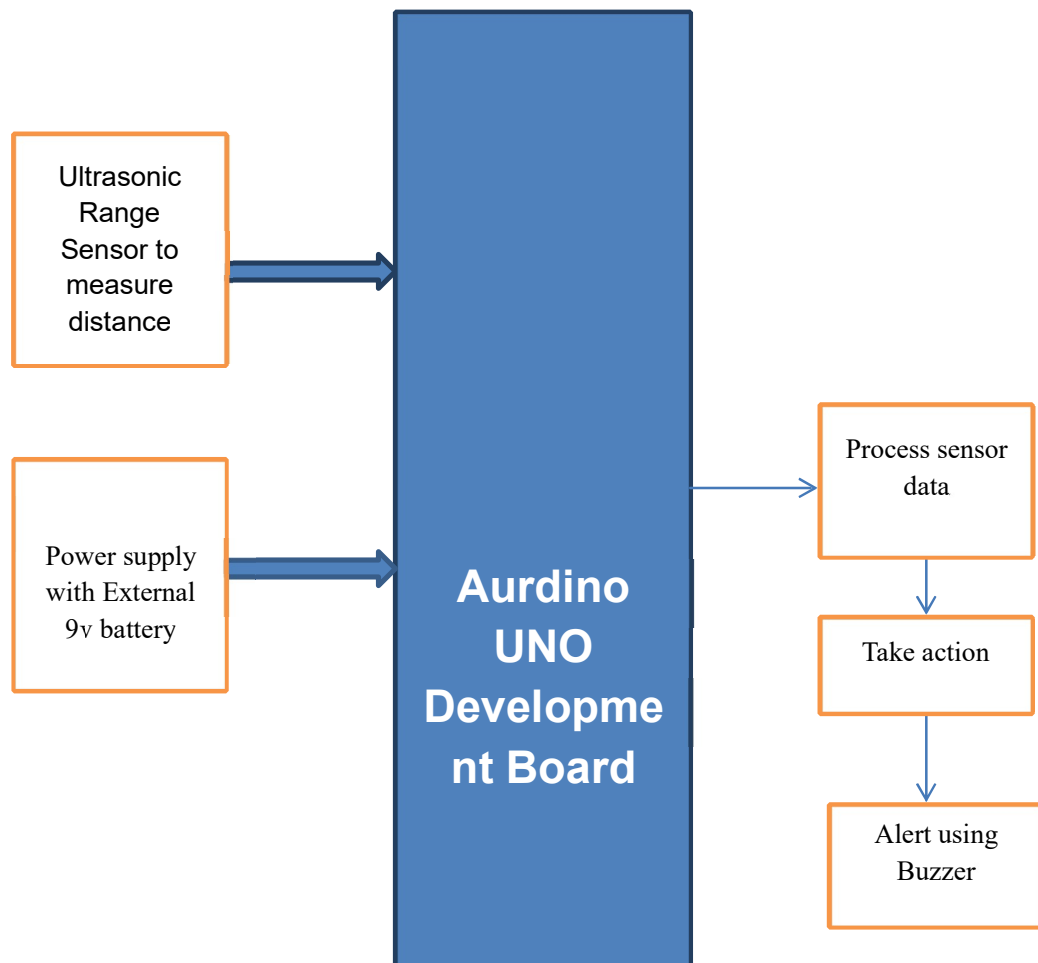 Ultrasonic
Range
Sensor to
measure
distance
Power supply
with External
9v battery
Aurdino
UNO
Developme
nt Board
Process sensor
data
Take action
Alert using
Buzzer